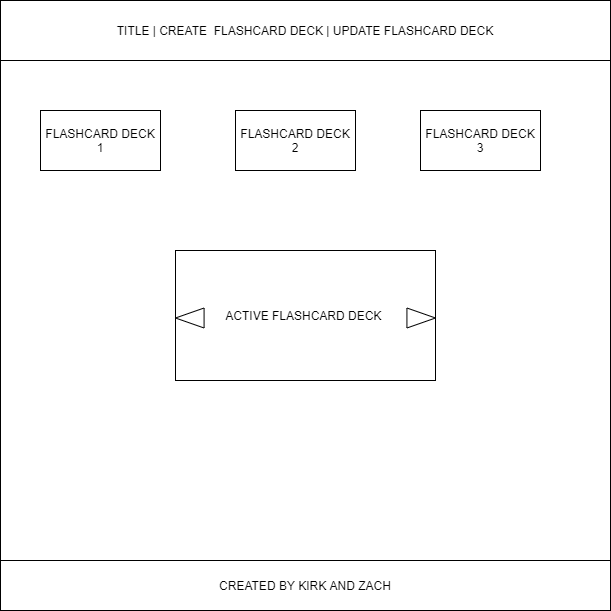 TITLE | CREATE  FLASHCARD DECK | UPDATE FLASHCARD DECK
FLASHCARD DECK
1
FLASHCARD DECK
2
FLASHCARD DECK
3
ACTIVE FLASHCARD DECK
CREATED BY KIRK AND ZACH